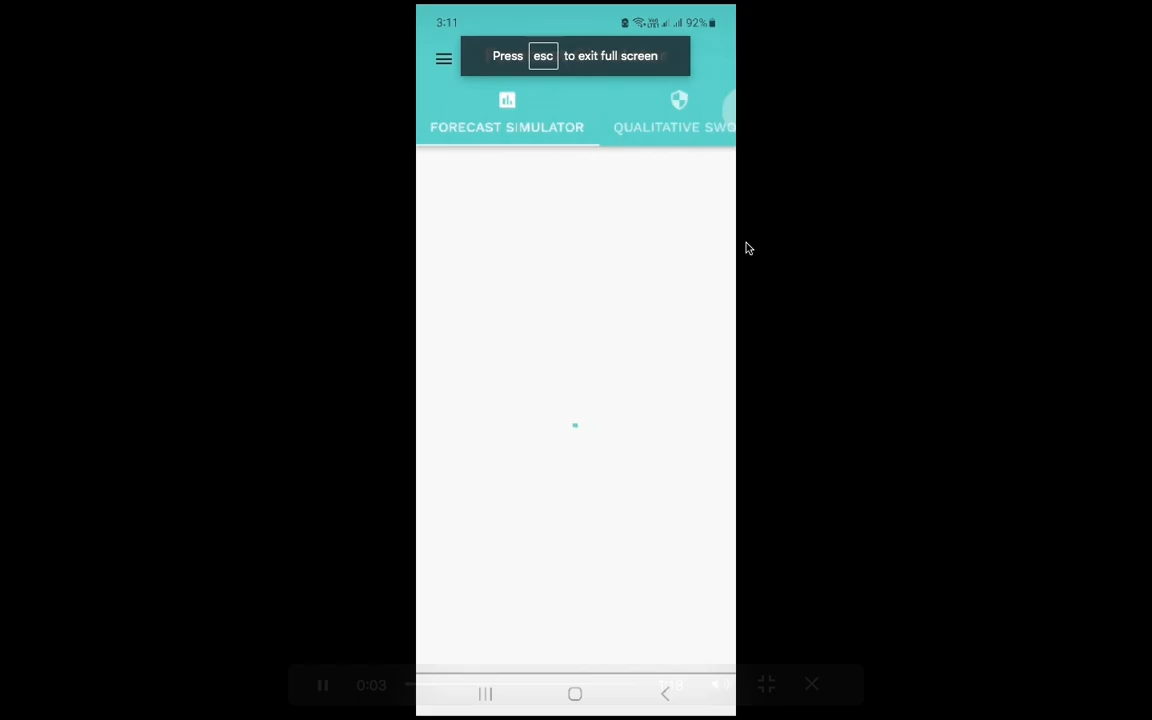 3:11 92%
Press esc to exit full screen
FORECAST SIMULATOR QUALITATIVE SWO
0:03